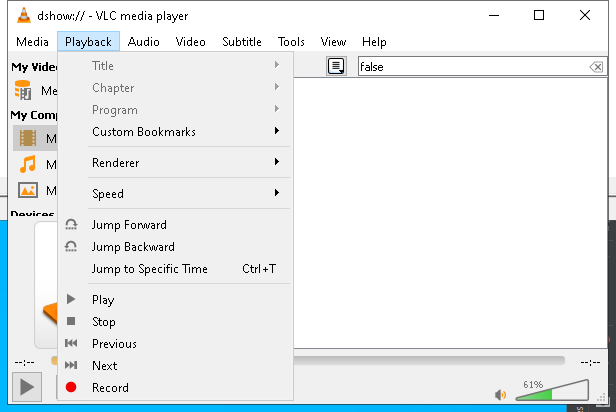 dshow:// - VLC media player
Media Playback Audio Video Subtitle Tools View Help
My Vide
false
Me
My Comp
M
M
M
Devices
Title
Chapter
Program
Custom Bookmarks
Renderer
Speed
Jump Forward
Jump Backward
Jump to Specific Time Ctrl+T
Play
Stop
Previous
Next
Record
--:-- --:--
61%